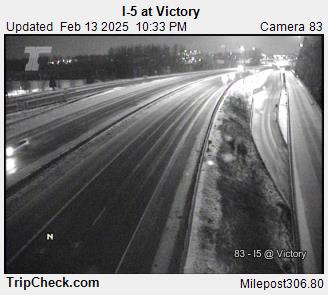 I-5 at Victory
Updated  Feb 13 2025  10:33 PM
Camera 83
T
N
83 - I5 @ Victory
TripCheck.com
Milepost306.80